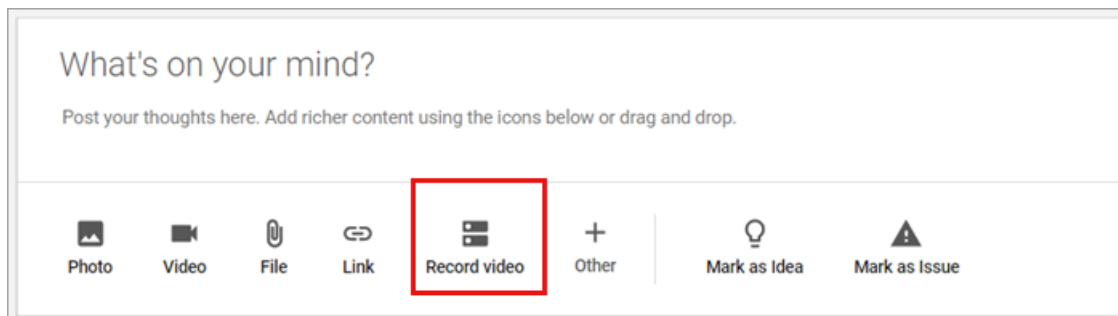 What's on your mind?
Post your thoughts here. Add richer content using the icons below or drag and drop.
Photo Video File Link Record video Other Mark as Idea Mark as Issue